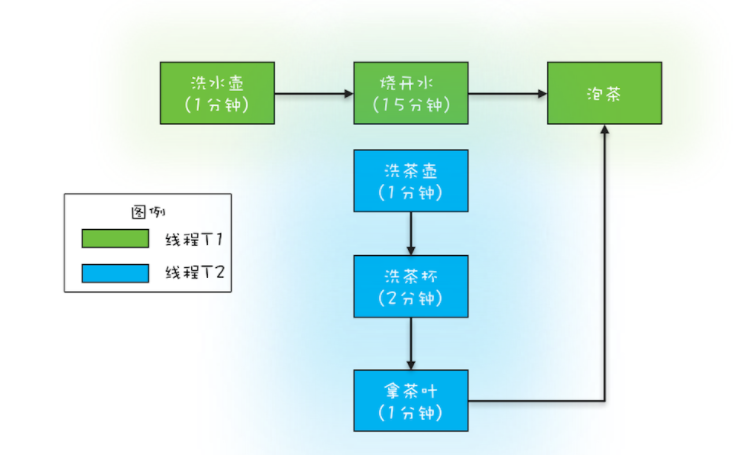 洗水壶
(1分钟)
烧开水
(15分钟)
泡茶
洗茶壶
(1分钟)
图例
线程T1
线程T2
洗茶杯
(2分钟)
拿茶叶
(1分钟)